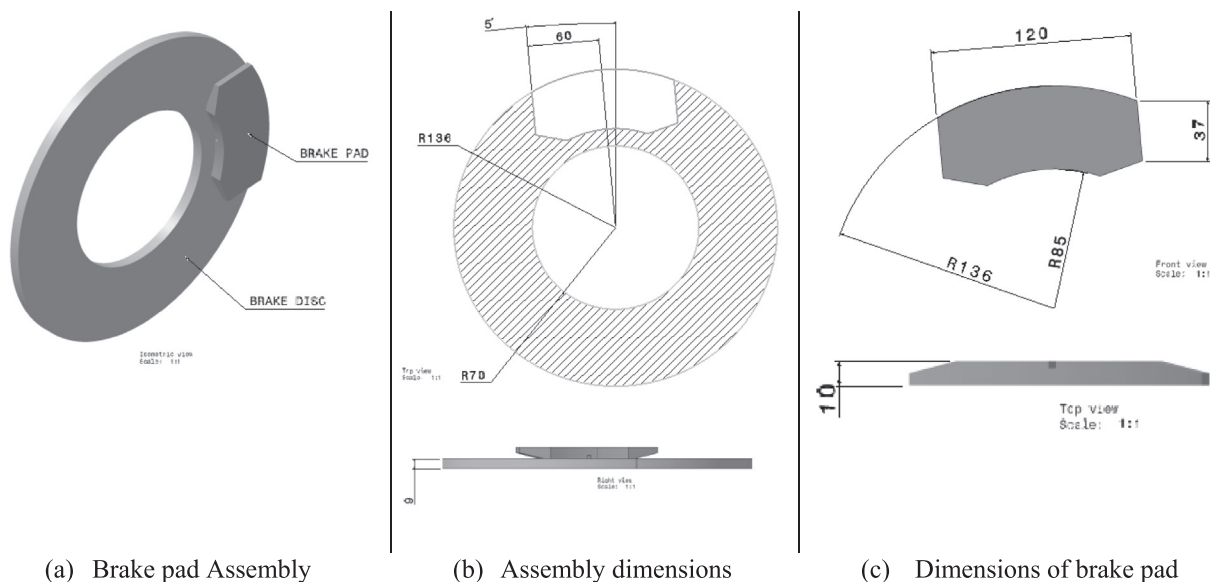 BRAKE PAD
BRAKE DISC
Isometric view
Scale: 1:1
5'
60
R136
R70
Top view
Scale: 1:1
9
Right view
Scale: 1:1
120
37
R136
R85
Front view
Scale: 1:1
10
Top view
Scale: 1:1
(a) Brake pad Assembly
(b) Assembly dimensions
(c) Dimensions of brake pad